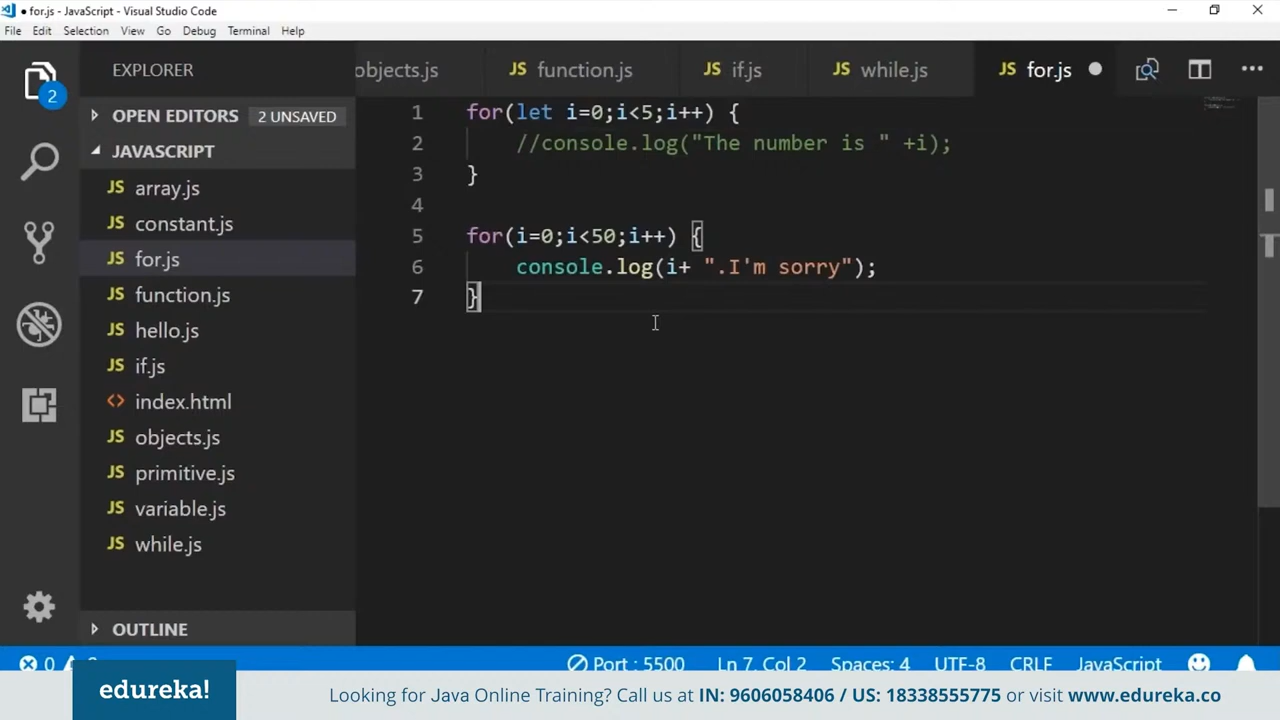 for.js - JavaScript - Visual Studio Code
File Edit Selection View Go Debug Terminal Help
EXPLORER
objects.js
JS function.js
JS if.js
JS while.js
JS for.js
2
OPEN EDITORS 2 UNSAVED
JAVASCRIPT
JS array.js
JS constant.js
JS for.js
JS function.js
JS hello.js
JS if.js
<> index.html
JS objects.js
JS primitive.js
JS variable.js
JS while.js
OUTLINE
1 for(let i=0;i<5;i++) {
2 //console.log("The number is " +i);
3 }
4
5 for(i=0;i<50;i++) {
6 console.log(i+ ".I'm sorry");
7 }
0 Port : 5500 Ln 7, Col 2 Spaces: 4 UTF-8 CRLF JavaScript
edureka!
Looking for Java Online Training? Call us at IN: 9606058406 / US: 18338555775 or visit www.edureka.co